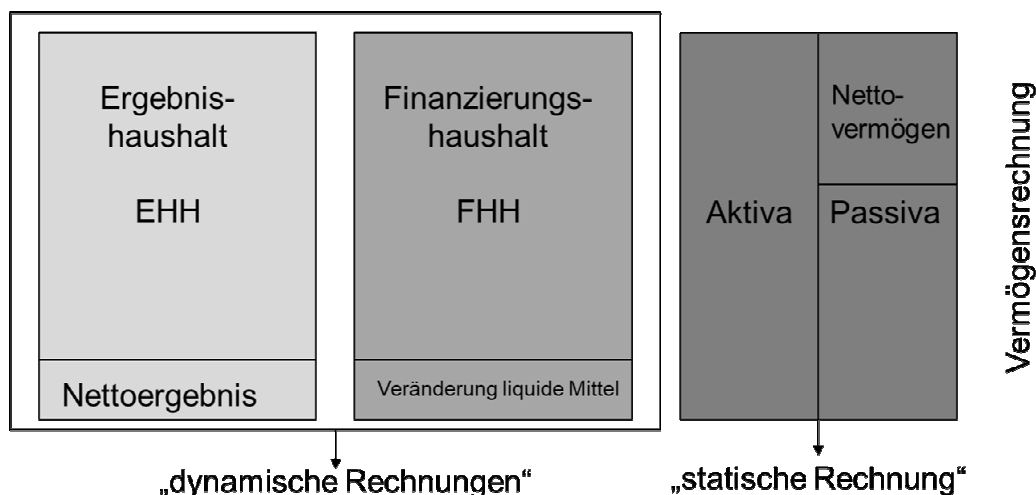 Ergebnis-
haushalt
EHH
Nettoergebnis
Finanzierungs-
haushalt
FHH
Veränderung liquide Mittel
„dynamische Rechnungen“
Aktiva
Netto-
vermögen
Passiva
„statische Rechnung“
Vermögensrechnung